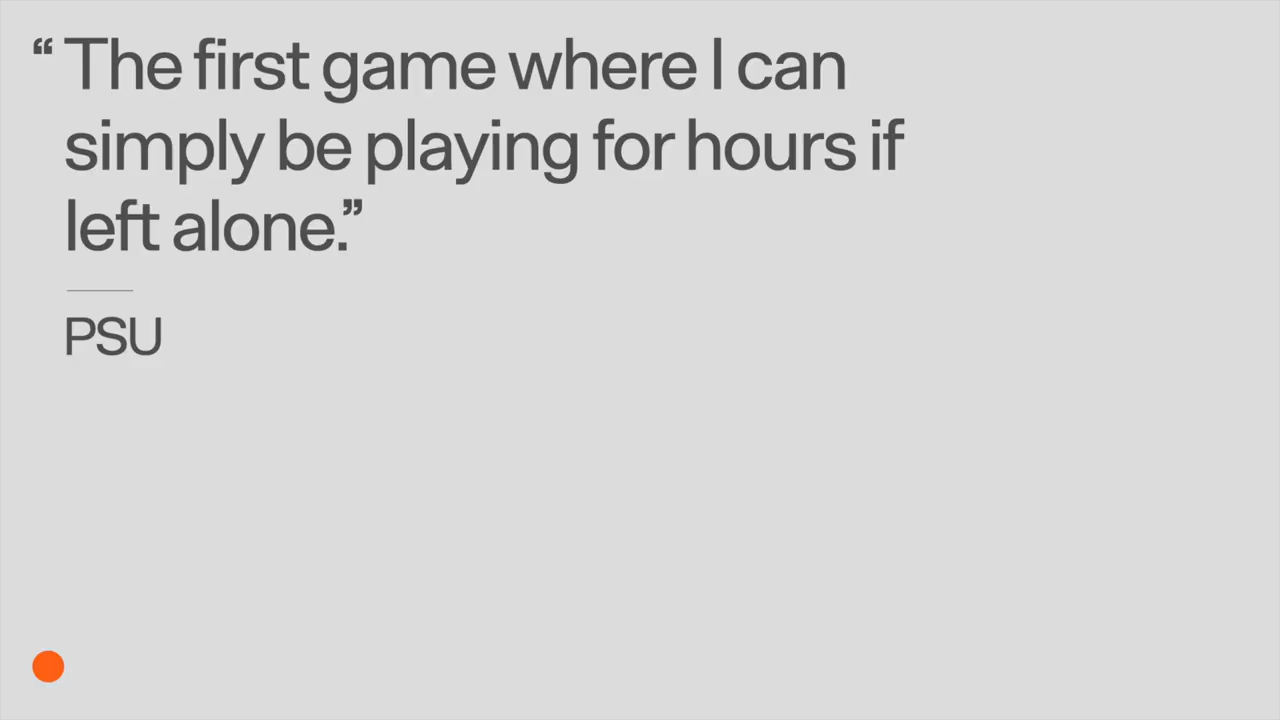 “The first game where I can
simply be playing for hours if
left alone.”
PSU